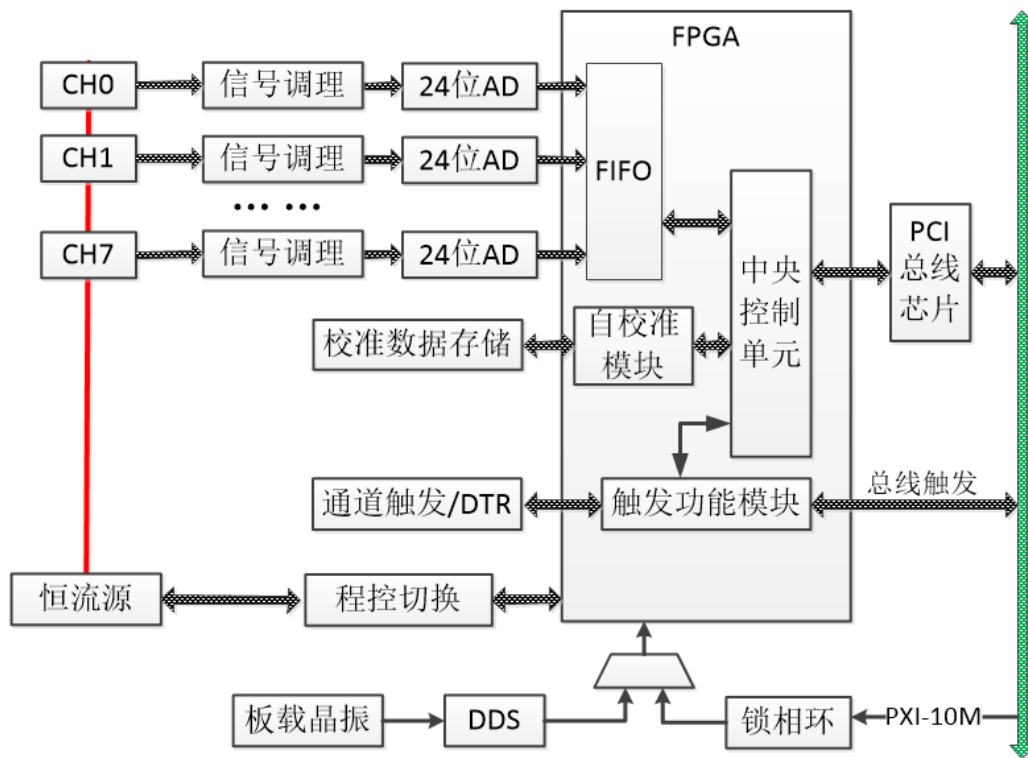 FPGA
CH0
信号调理
24位AD
CH1
信号调理
24位AD
FIFO
... ...
CH7
信号调理
24位AD
中央
控制
单元
PCI
总线
芯片
校准数据存储
自校准
模块
通道触发/DTR
触发功能模块
总线触发
恒流源
程控切换
板载晶振
DDS
锁相环
PXI-10M